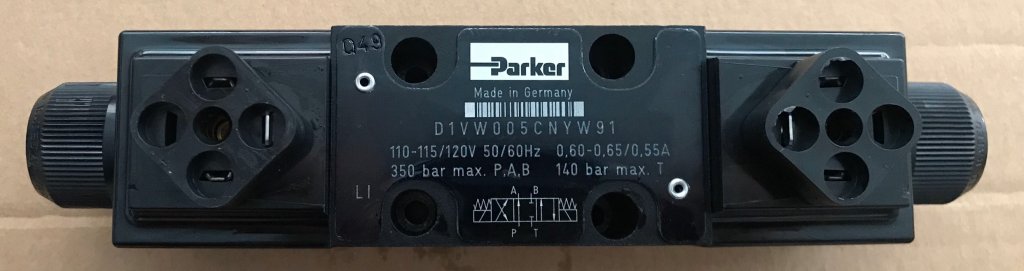 Q49
Parker
Made in Germany
D1VW005CNYW91
110-115/120V 50/60Hz 0,60-0,65/0,55A
350 bar max. P,A,B 140 bar max. T
LI
A B
P T